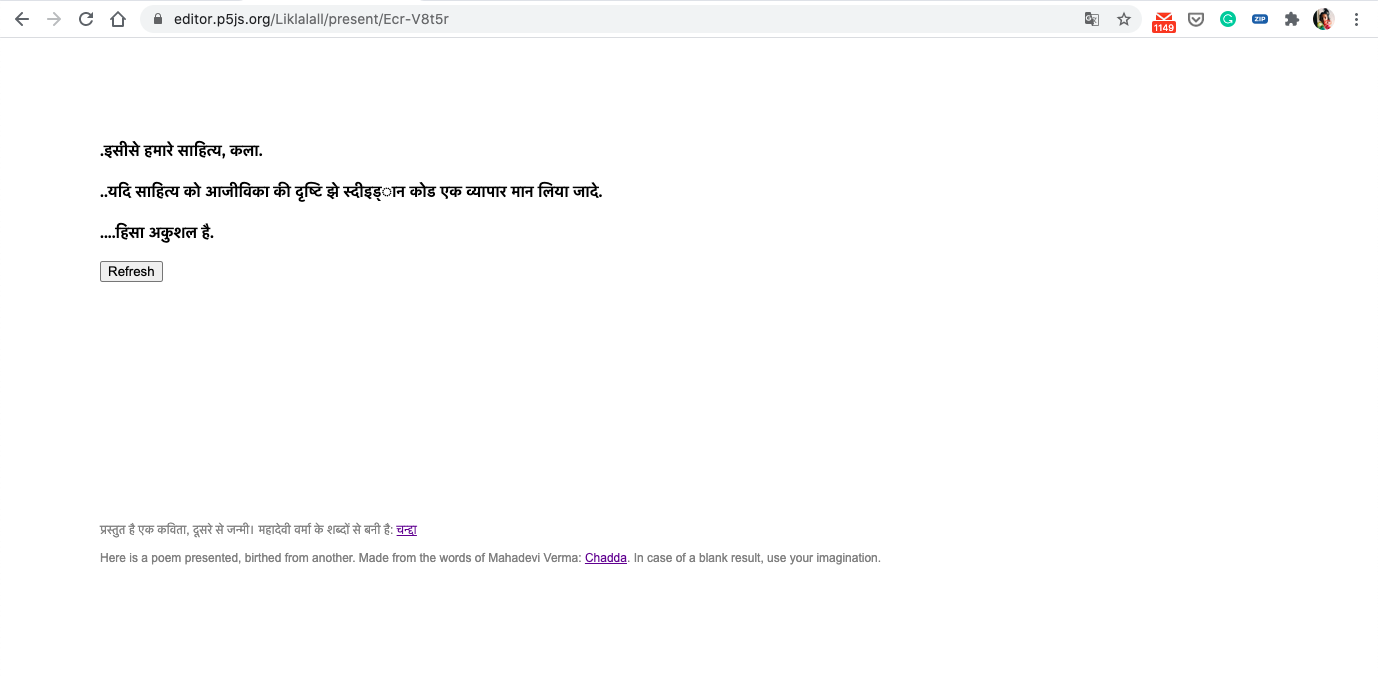 editor.p5js.org/Liklalall/present/Ecr-V8t5r
1149
ZIP
.इसीसे हमारे साहित्य, कला.
..यदि साहित्य को आजीविका की दृष्टि झे स्दीइड्ान कोड एक व्यापार मान लिया जादे.
....हिसा अकुशल है.
Refresh
प्रस्तुत है एक कविता, दूसरे से जन्मी। महादेवी वर्मा के शब्दों से बनी है: चन्द्दा
Here is a poem presented, birthed from another. Made from the words of Mahadevi Verma: Chadda. In case of a blank result, use your imagination.